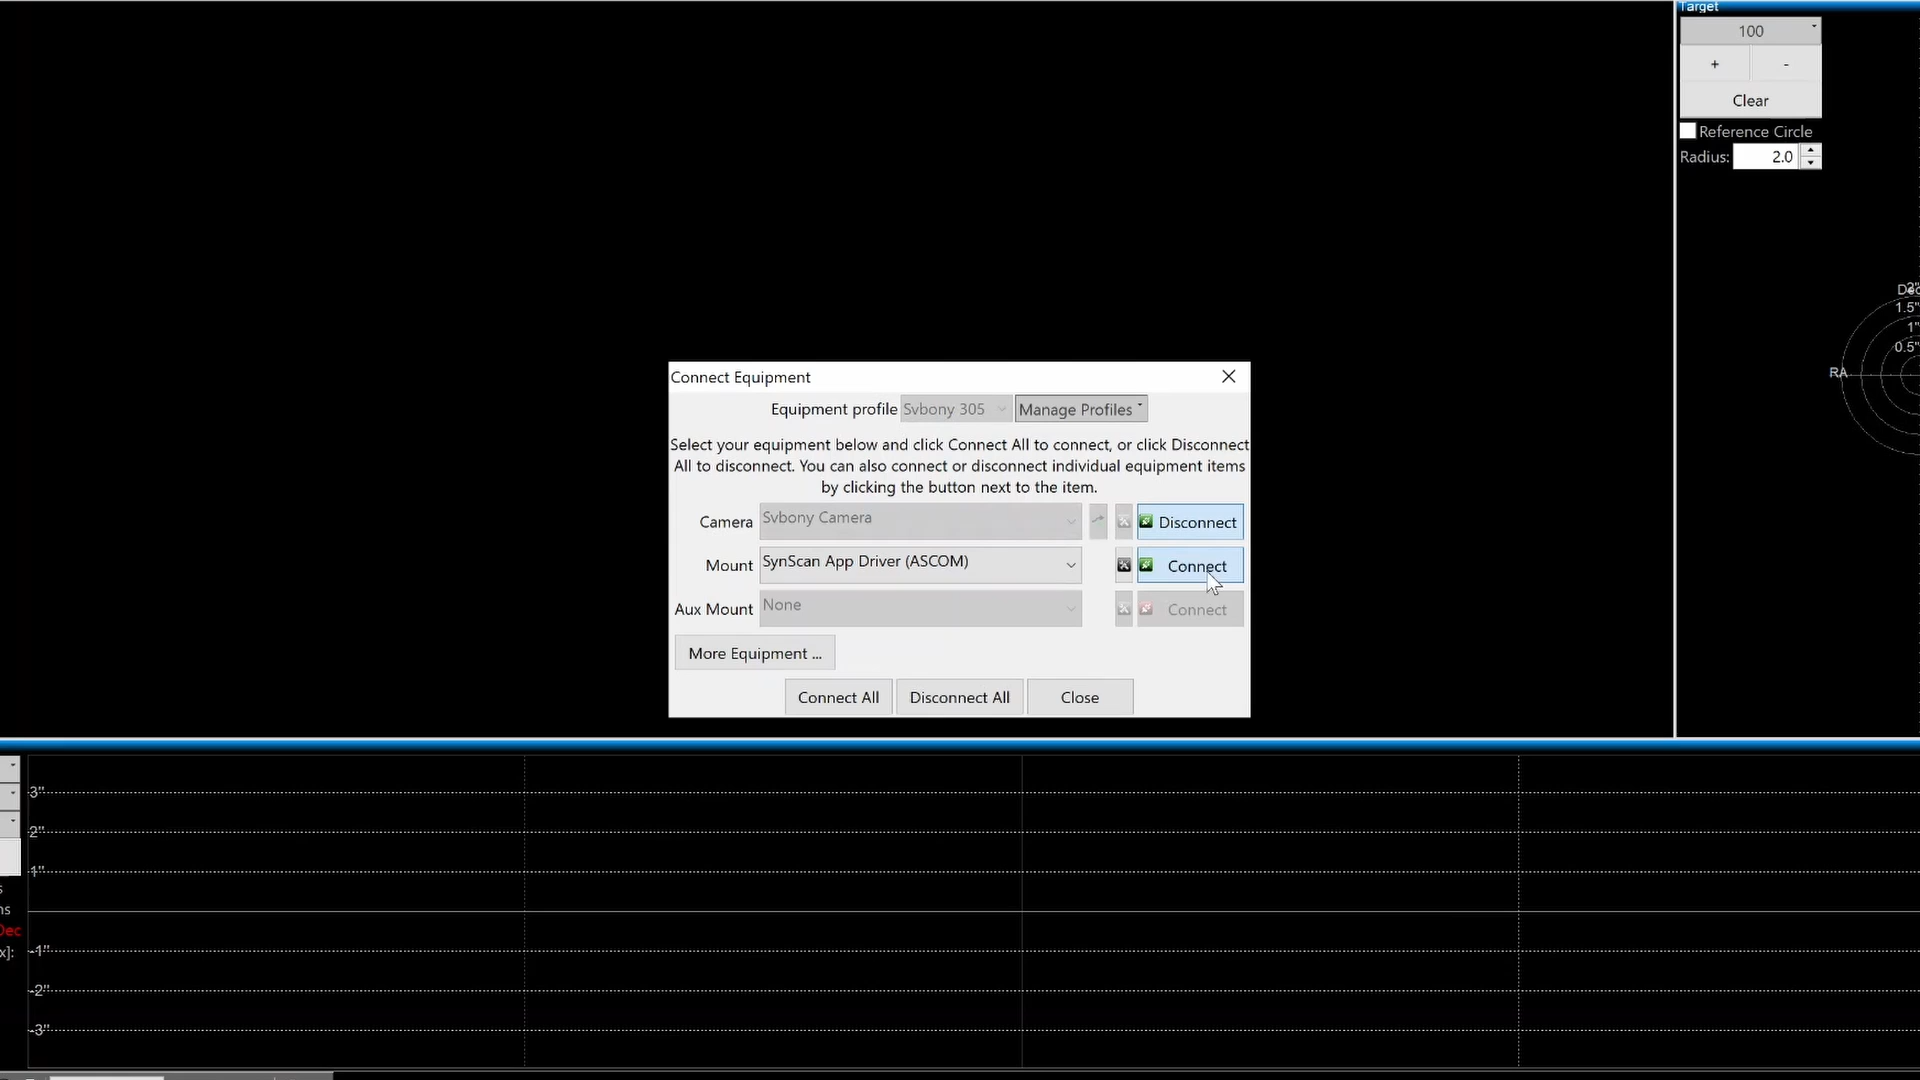 Target
100
+ -
Clear
Reference Circle
Radius: 2.0
Dec
2"
1.5"
1"
0.5"
RA
Connect Equipment
Equipment profile Svbony 305 Manage Profiles
Select your equipment below and click Connect All to connect, or click Disconnect
All to disconnect. You can also connect or disconnect individual equipment items
by clicking the button next to the item.
Camera Svbony Camera Disconnect
Mount SynScan App Driver (ASCOM) Connect
Aux Mount None Connect
More Equipment ...
Connect All Disconnect All Close
3"
2"
1"
s
ns
Dec
x]:
-1"
-2"
-3"